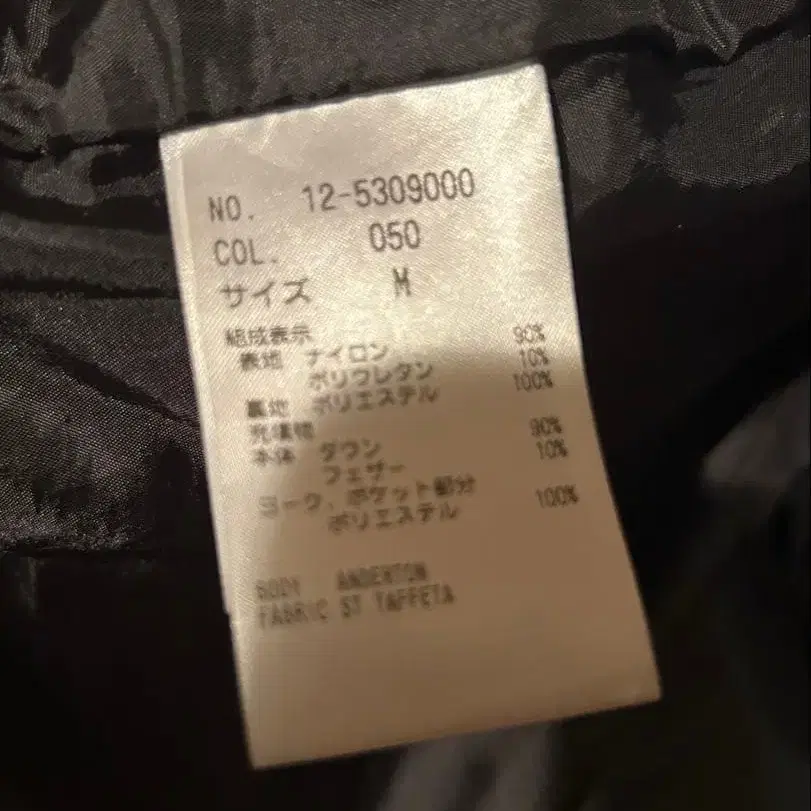 NO. 12-5309000
COL. 050
サイズ M
組成表示
表地 ナイロン 90%
ポリウレタン 10%
裏地 ポリエステル 100%
充填物
本体 ダウン 90%
フェザー 10%
ヨーク、ポケット部分
ポリエステル 100%
BODY ANDERTON
FABRIC ST TAFFETA